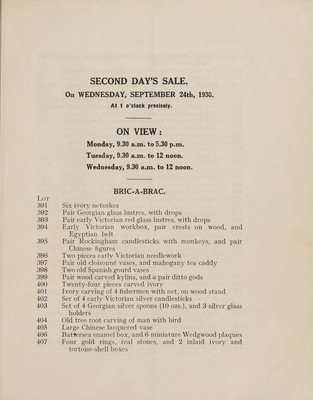 SECOND DAY'S SALE.
On WEDNESDAY, SEPTEMBER 24th, 1930.
At 1 o'clock precisely.
ON VIEW :
Monday, 9.30 a.m. to 5.30 p.m.
Tuesday, 9.30 a.m. to 12 noon.
Wednesday, 9.30 a.m. to 12 noon.
BRIC-A-BRAC.
LOT
391 Six ivory netsukes
392 Pair Georgian glass lustres, with drops
393 Pair early Victorian red glass lustres, with drops
394 Early Victorian workbox, pair crests on wood, and
Egyptian belt
395 Pair Rockingham candlesticks with monkeys, and pair
Chinese figures
396 Two pieces early Victorian needlework
397 Pair old cloisonné vases, and mahogany tea caddy
398 Two old Spanish gourd vases
399 Pair wood carved kylins, and a pair ditto gods
400 Twenty-four pieces carved ivory
401 Ivory carving of 4 fishermen with net, on wood stand
402 Set of 4 early Victorian silver candlesticks
403 Set of 4 Georgian silver spoons (10 ozs.), and 3 silver glass
holders
404 Old tree root carving of man with bird
405 Large Chinese lacquered vase
406 Battersea enamel box, and 6 miniature Wedgwood plaques
407 Four gold rings, real stones, and 2 inlaid ivory and
tortoise-shell boxes